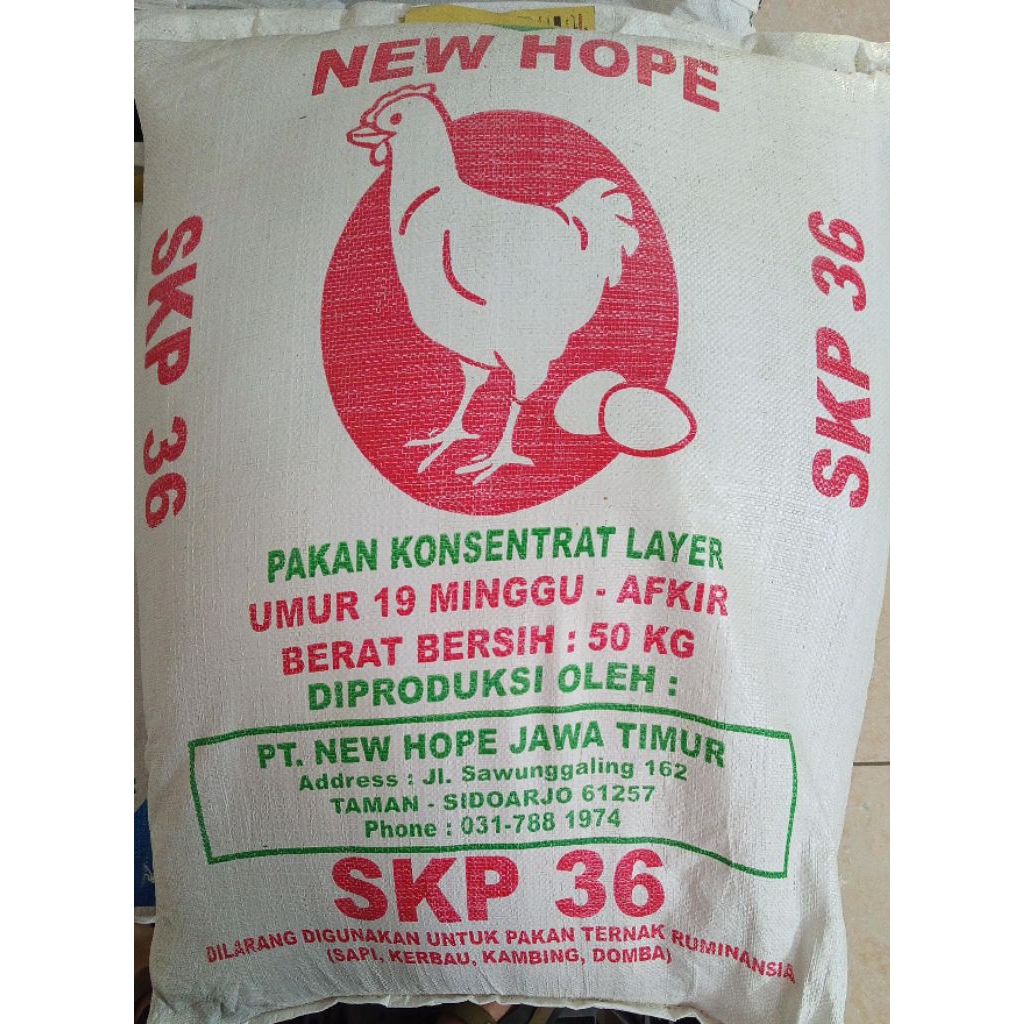 NEW HOPE
SKP 36
SKP 36
PAKAN KONSENTRAT LAYER
UMUR 19 MINGGU - AFKIR
BERAT BERSIH : 50 KG
DIPRODUKSI OLEH :
PT. NEW HOPE JAWA TIMUR
Address : Jl. Sawunggaling 162
TAMAN - SIDOARJO 61257
Phone : 031-788 1974
SKP 36
DILARANG DIGUNAKAN UNTUK PAKAN TERNAK RUMINANSIA
(SAPI, KERBAU, KAMBING, DOMBA)